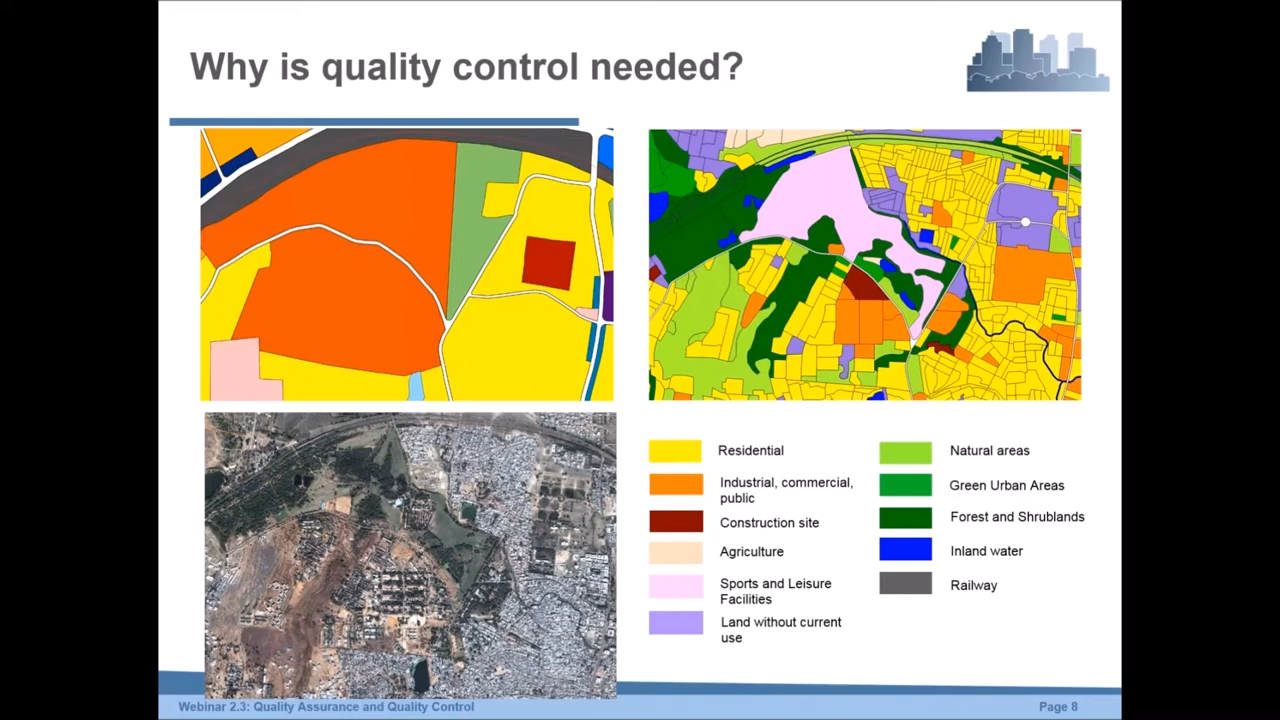 Why is quality control needed?
Residential
Industrial, commercial,
public
Construction site
Agriculture
Sports and Leisure
Facilities
Land without current
use
Natural areas
Green Urban Areas
Forest and Shrublands
Inland water
Railway
Webinar 2.3: Quality Assurance and Quality Control
Page 8